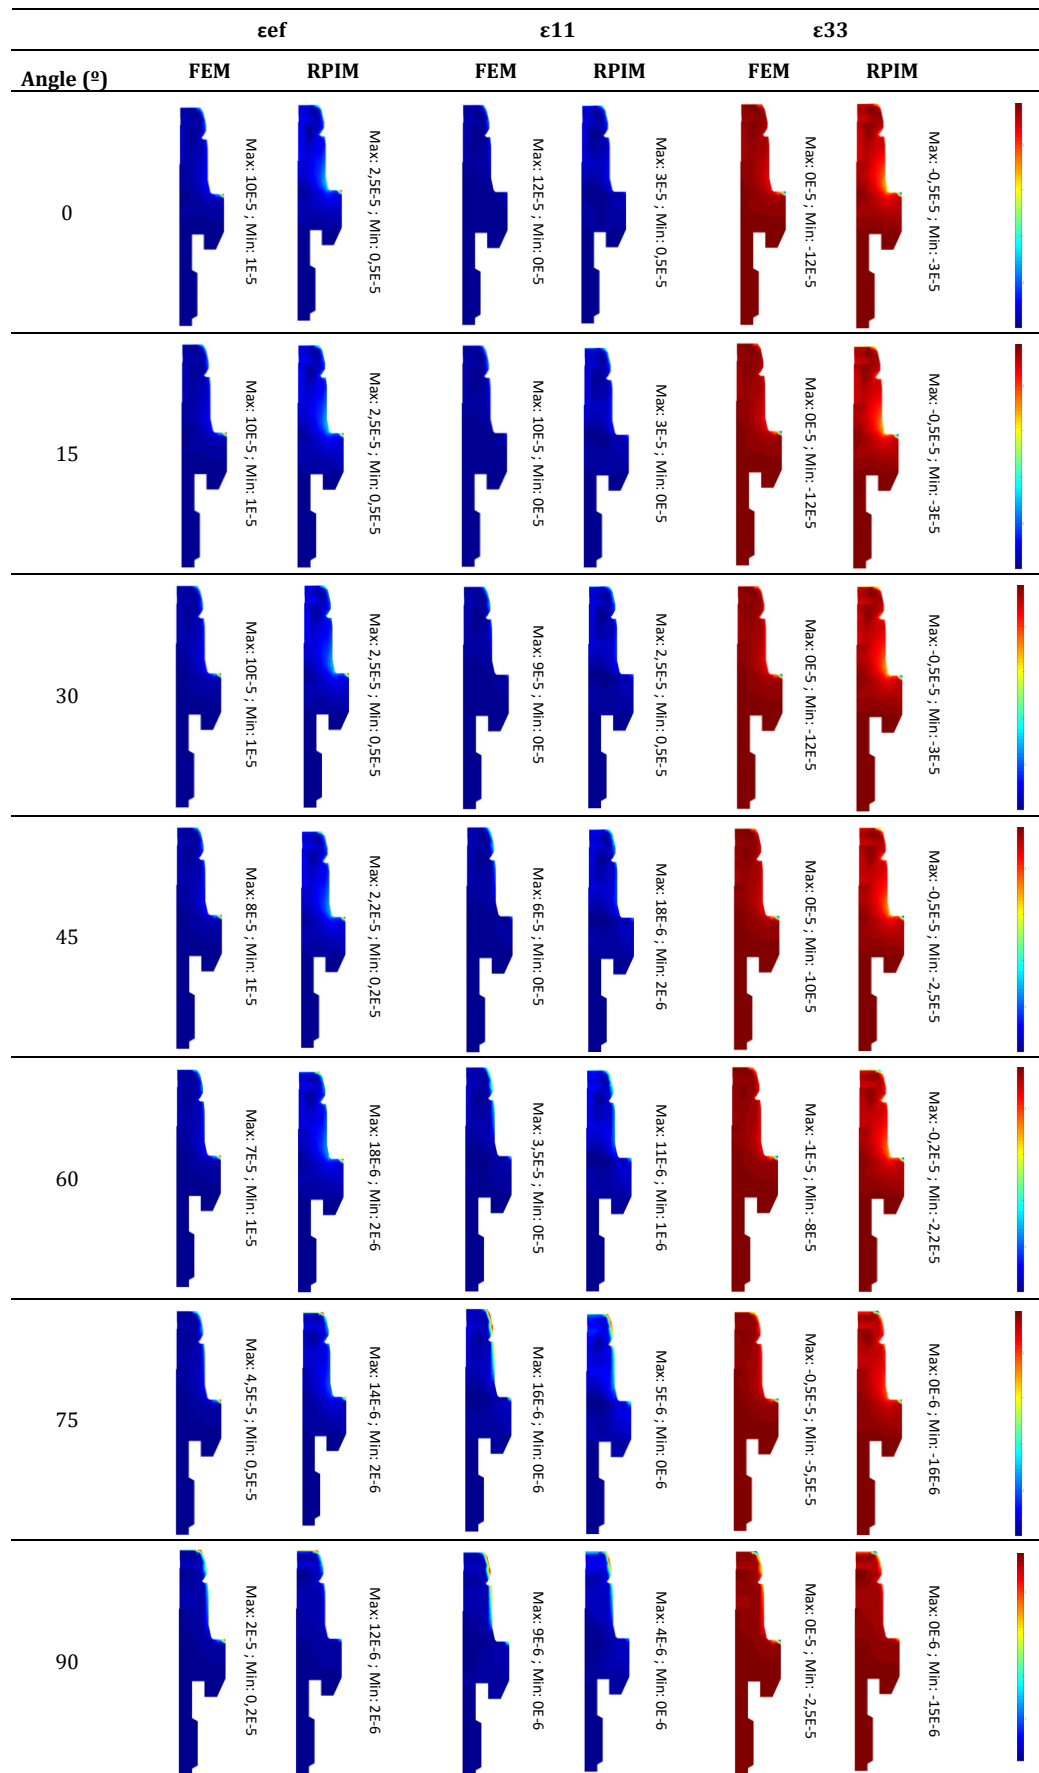 εef ε11 ε33
Angle (º) FEM RPIM FEM RPIM FEM RPIM
0
Max: 10E-5 ; Min: 1E-5
Max: 2,5E-5 ; Min: 0,5E-5
Max: 12E-5 ; Min: 0E-5
Max: 3E-5 ; Min: 0,5E-5
Max: 0E-5 ; Min: -12E-5
Max: -0,5E-5 ; Min: -3E-5
15
Max: 10E-5 ; Min: 1E-5
Max: 2,5E-5 ; Min: 0,5E-5
Max: 10E-5 ; Min: 0E-5
Max: 3E-5 ; Min: 0E-5
Max: 0E-5 ; Min: -12E-5
Max: -0,5E-5 ; Min: -3E-5
30
Max: 10E-5 ; Min: 1E-5
Max: 2,5E-5 ; Min: 0,5E-5
Max: 9E-5 ; Min: 0E-5
Max: 2,5E-5 ; Min: 0,5E-5
Max: 0E-5 ; Min: -12E-5
Max: -0,5E-5 ; Min: -3E-5
45
Max: 8E-5 ; Min: 1E-5
Max: 2,2E-5 ; Min: 0,2E-5
Max: 6E-5 ; Min: 0E-5
Max: 18E-6 ; Min: 2E-6
Max: 0E-5 ; Min: -10E-5
Max: -0,5E-5 ; Min: -2,5E-5
60
Max: 7E-5 ; Min: 1E-5
Max: 18E-6 ; Min: 2E-6
Max: 3,5E-5 ; Min: 0E-5
Max: 11E-6 ; Min: 1E-6
Max: -1E-5 ; Min: -8E-5
Max: -0,2E-5 ; Min: -2,2E-5
75
Max: 4,5E-5 ; Min: 0,5E-5
Max: 14E-6 ; Min: 2E-6
Max: 16E-6 ; Min: 0E-6
Max: 5E-6 ; Min: 0E-6
Max: -0,5E-5 ; Min: -5,5E-5
Max: 0E-6 ; Min: -16E-6
90
Max: 2E-5 ; Min: 0,2E-5
Max: 12E-6 ; Min: 2E-6
Max: 9E-6 ; Min: 0E-6
Max: 4E-6 ; Min: 0E-6
Max: 0E-5 ; Min: -2,5E-5
Max: 0E-6 ; Min: -15E-6